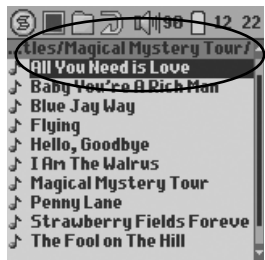 98 12 22
..tles/Magical Mystery Tour/
All You Need is Love
Baby You're A Rich Man
Blue Jay Way
Flying
Hello, Goodbye
I Am The Walrus
Magical Mystery Tour
Penny Lane
Strawberry Fields Foreve
The Fool on The Hill